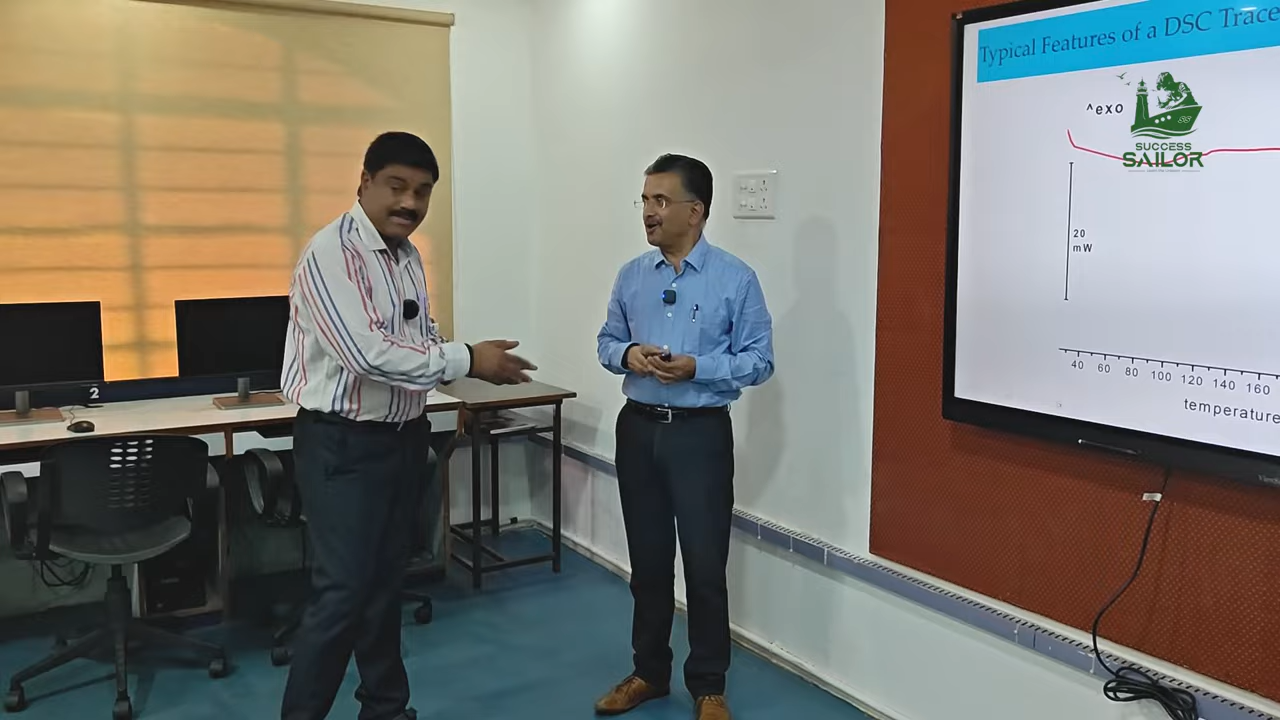 Typical Features of a DSC Trace
^exo
SUCCESS
SAILOR
20
mW
40 60 80 100 120 140 160
temperature
2